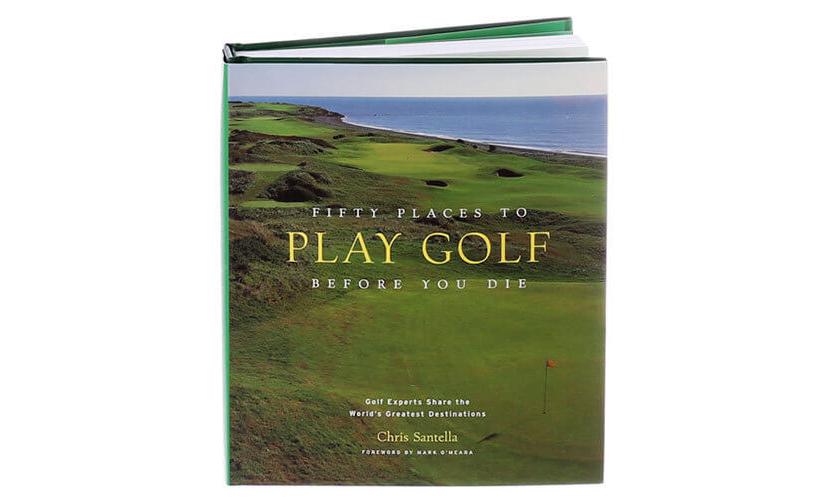 FIFTY PLACES TO
PLAY GOLF
BEFORE YOU DIE
Golf Experts Share the
World's Greatest Destinations
Chris Santella
FOREWORD BY MARK O'MEARA